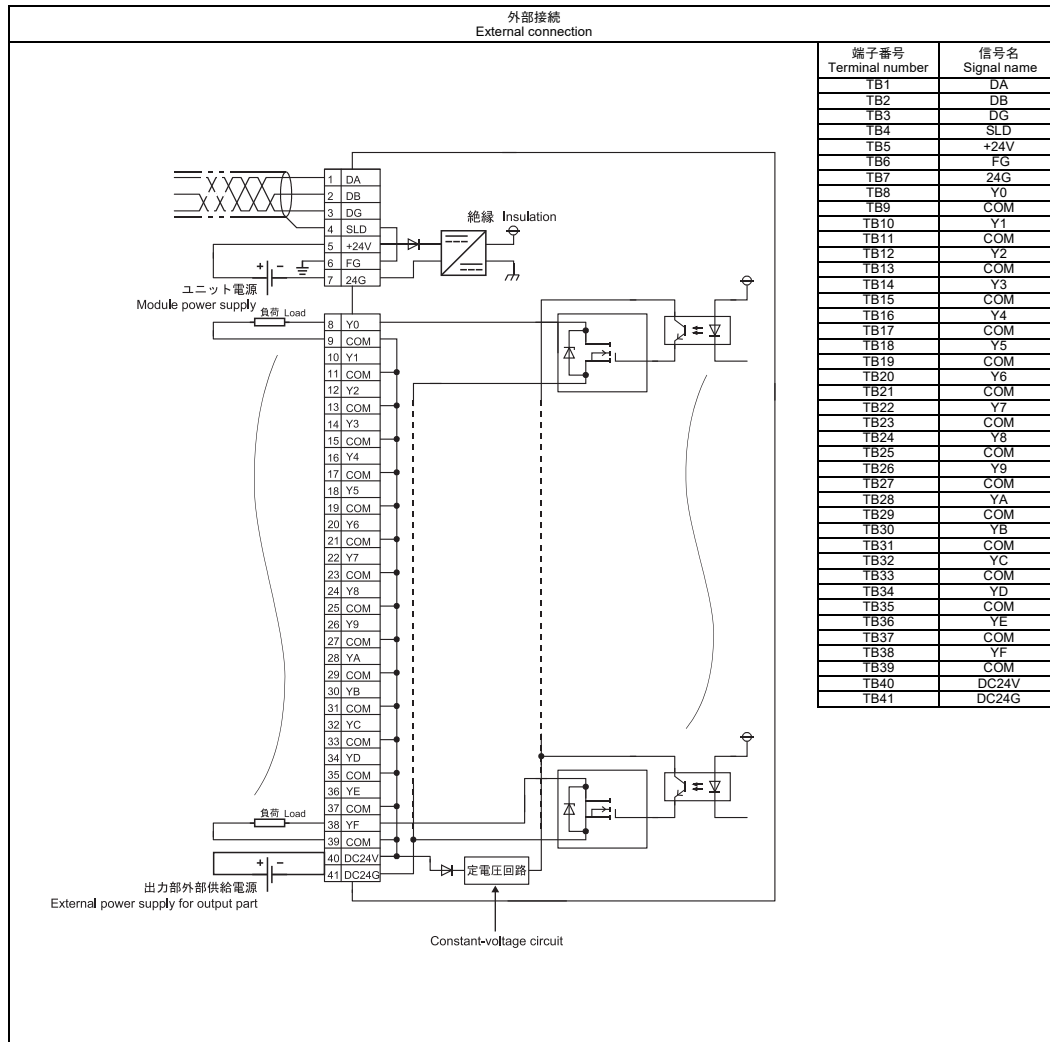 外部接続
External connection
端子番号
Terminal number
信号名
Signal name
TB1 DA
TB2 DB
TB3 DG
TB4 SLD
TB5 +24V
TB6 FG
TB7 24G
TB8 Y0
TB9 COM
TB10 Y1
TB11 COM
TB12 Y2
TB13 COM
TB14 Y3
TB15 COM
TB16 Y4
TB17 COM
TB18 Y5
TB19 COM
TB20 Y6
TB21 COM
TB22 Y7
TB23 COM
TB24 Y8
TB25 COM
TB26 Y9
TB27 COM
TB28 YA
TB29 COM
TB30 YB
TB31 COM
TB32 YC
TB33 COM
TB34 YD
TB35 COM
TB36 YE
TB37 COM
TB38 YF
TB39 COM
TB40 DC24V
TB41 DC24G
1 DA
2 DB
3 DG
4 SLD
5 +24V
6 FG
7 24G
絶縁 Insulation
+ −
ユニット電源
Module power supply
負荷 Load
8 Y0
9 COM
10 Y1
11 COM
12 Y2
13 COM
14 Y3
15 COM
16 Y4
17 COM
18 Y5
19 COM
20 Y6
21 COM
22 Y7
23 COM
24 Y8
25 COM
26 Y9
27 COM
28 YA
29 COM
30 YB
31 COM
32 YC
33 COM
34 YD
35 COM
36 YE
37 COM
負荷 Load
38 YF
39 COM
40 DC24V
41 DC24G
+ −
出力部外部供給電源
External power supply for output part
定電圧回路
Constant-voltage circuit